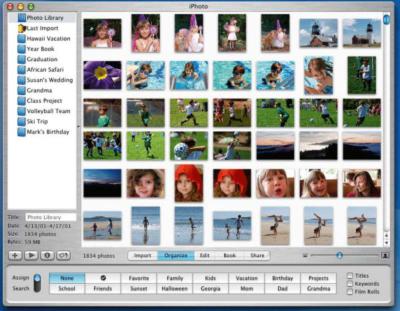 iPhoto
Photo Library
Last Import
Hawaii Vacation
Year Book
Graduation
African Safari
Susan's Wedding
Grandma
Class Project
Volleyball Team
Ski Trip
Mark's Birthday
Title: Photo Library
Date: 4/13/01-4/17/01
Size: 1834 photos
Bytes: 59 MB
1834 photos
Import Organize Edit Book Share
Assign
Search
None Favorite Family Kids Vacation Birthday Projects
School Friends Sunset Halloween Georgia Mom Dad Grandma
Titles
Keywords
Film Rolls